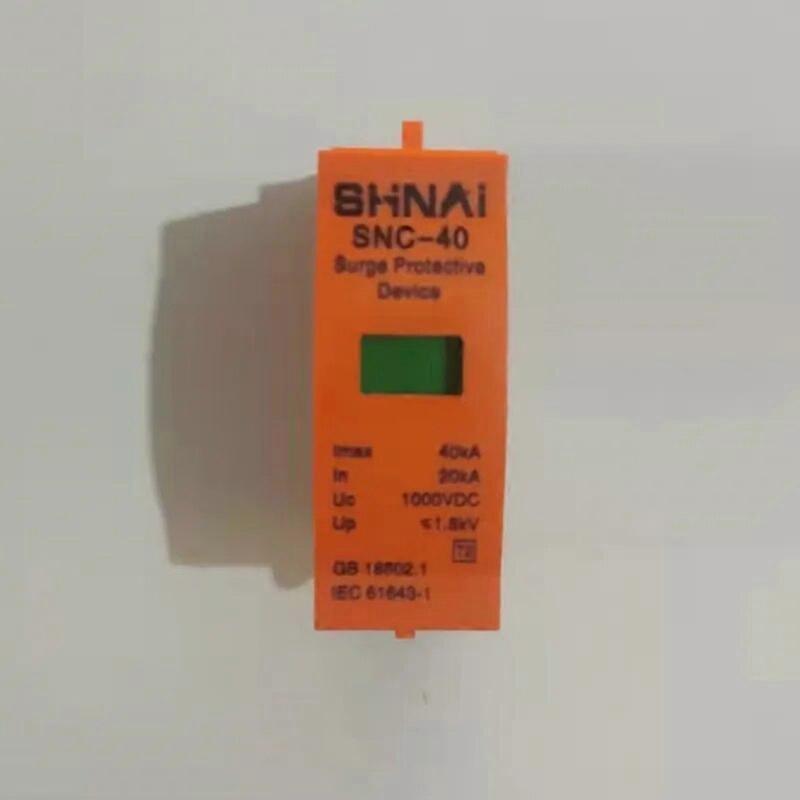 SHNAi
SNC-40
Surge Protective
Device
Imax 40kA
In 20kA
Uc 1000VDC
Up ≤1.8kV
T2
GB 18802.1
IEC 61643-1